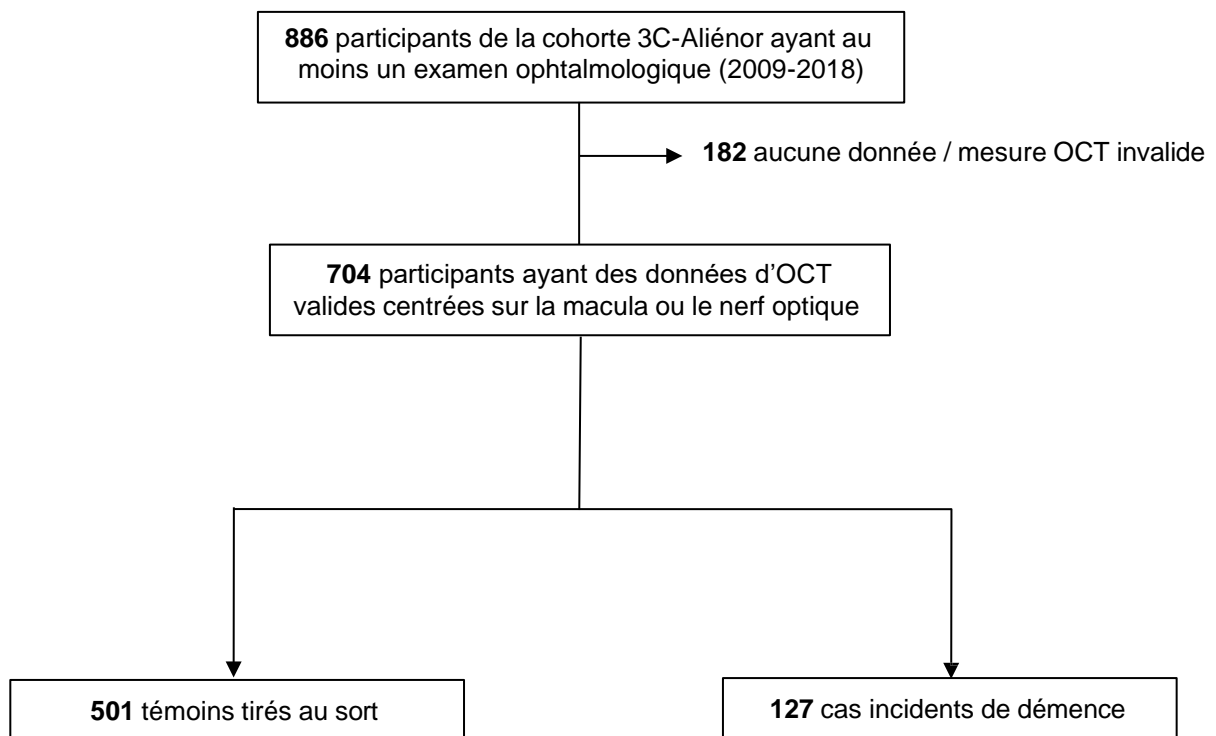 886 participants de la cohorte 3C-Aliénor ayant au
moins un examen ophtalmologique (2009-2018)
182 aucune donnée / mesure OCT invalide
704 participants ayant des données d’OCT
valides centrées sur la macula ou le nerf optique
501 témoins tirés au sort
127 cas incidents de démence